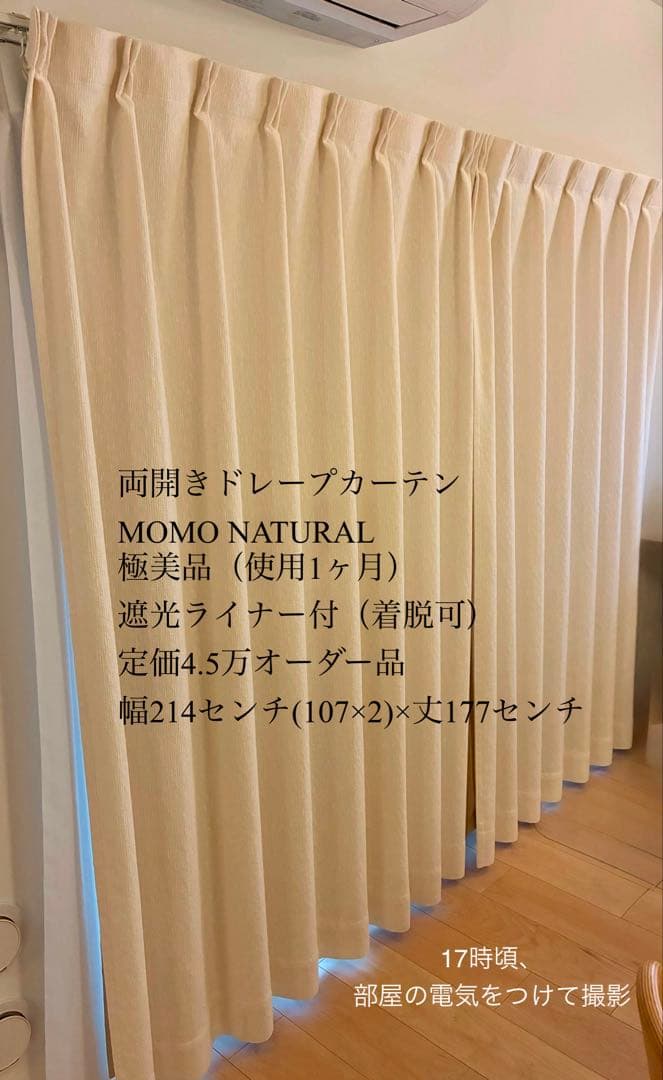 両開きドレープカーテン
MOMO NATURAL
極美品（使用1ヶ月）
遮光ライナー付（着脱可）
定価4.5万オーダー品
幅214センチ(107×2)×丈177センチ
17時頃、
部屋の電気をつけて撮影